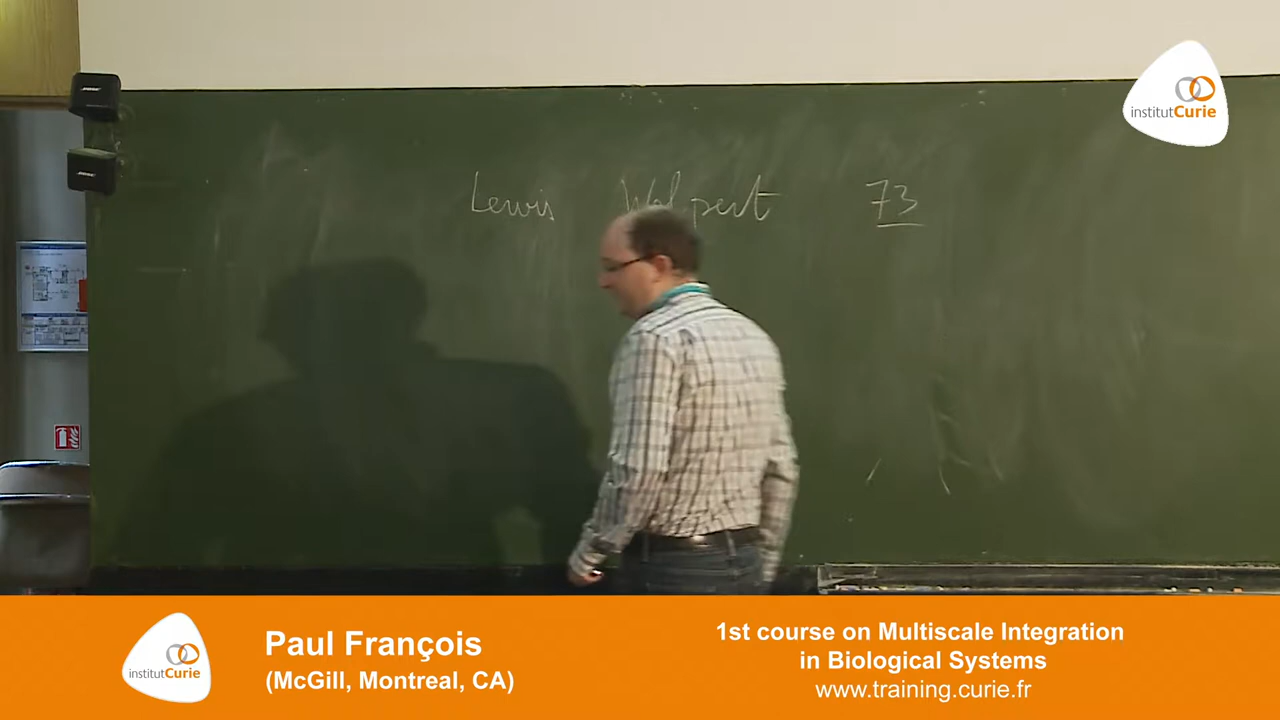 institutCurie
Lewis Wolpert 73
institutCurie
Paul François
(McGill, Montreal, CA)
1st course on Multiscale Integration
in Biological Systems
www.training.curie.fr